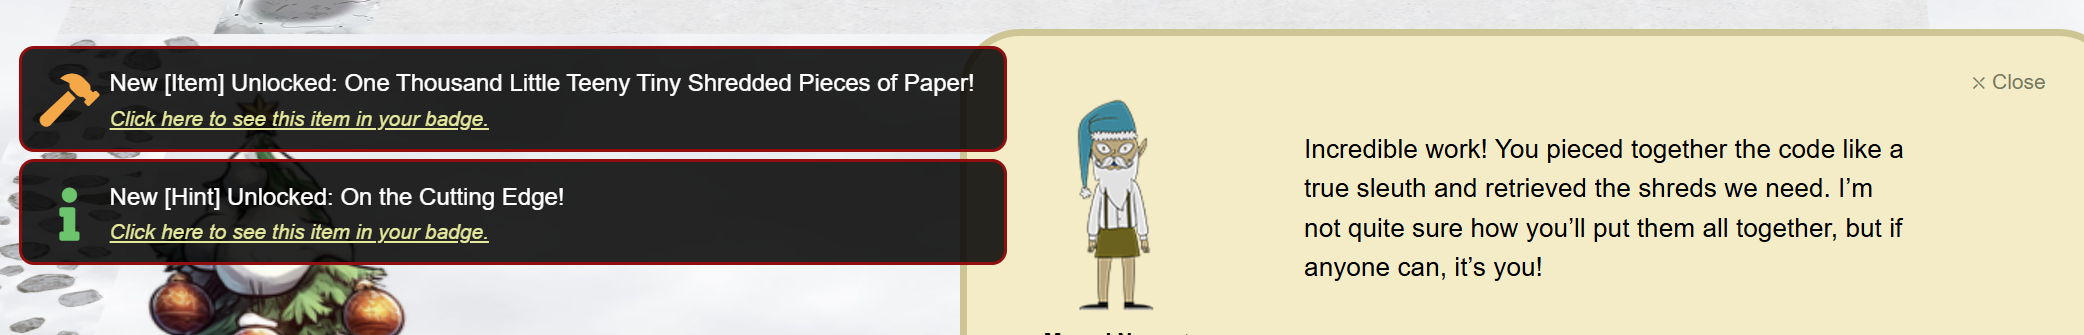 New [Item] Unlocked: One Thousand Little Teeny Tiny Shredded Pieces of Paper!
Click here to see this item in your badge.
New [Hint] Unlocked: On the Cutting Edge!
Click here to see this item in your badge.
× Close
Incredible work! You pieced together the code like a
true sleuth and retrieved the shreds we need. I’m
not quite sure how you’ll put them all together, but if
anyone can, it’s you!